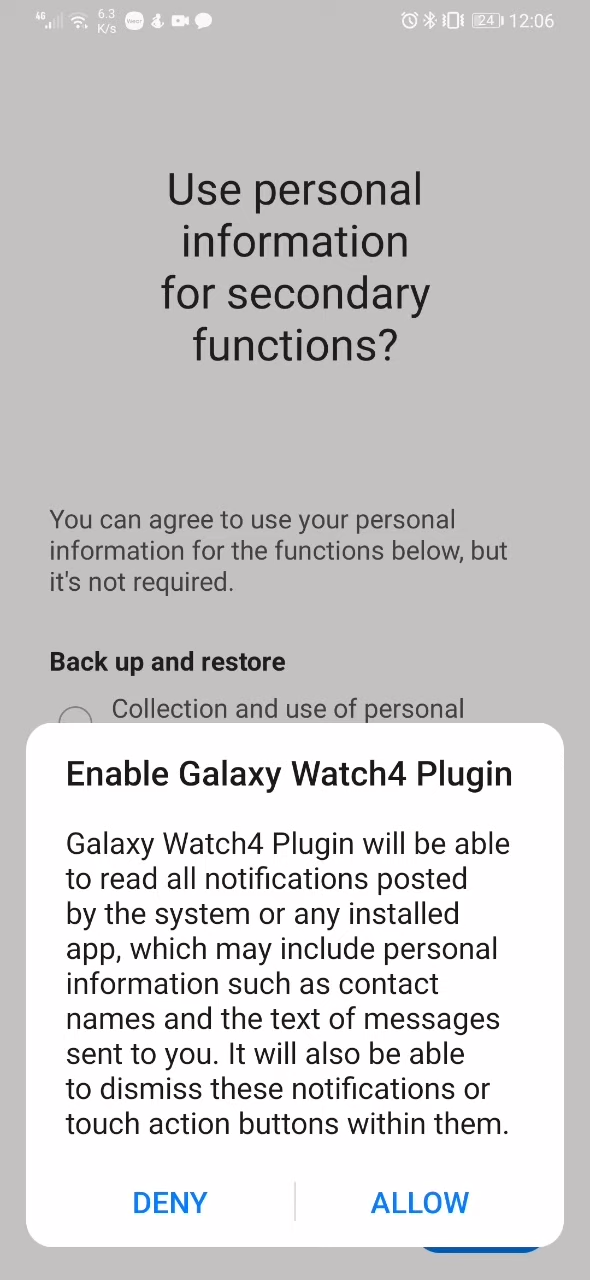 4G 6.3 K/s 24 12:06
Use personal
information
for secondary
functions?
You can agree to use your personal
information for the functions below, but
it's not required.
Back up and restore
Collection and use of personal
Enable Galaxy Watch4 Plugin
Galaxy Watch4 Plugin will be able
to read all notifications posted
by the system or any installed
app, which may include personal
information such as contact
names and the text of messages
sent to you. It will also be able
to dismiss these notifications or
touch action buttons within them.
DENY ALLOW